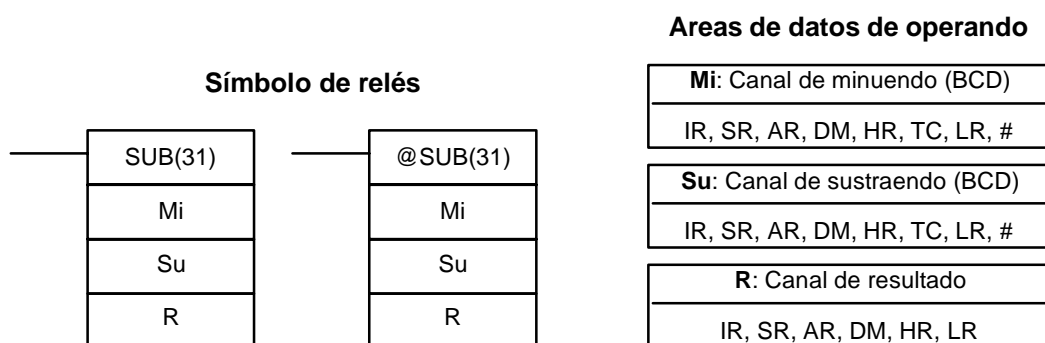 Símbolo de relés
SUB(31)
Mi
Su
R
@SUB(31)
Mi
Su
R
Areas de datos de operando
Mi: Canal de minuendo (BCD)
IR, SR, AR, DM, HR, TC, LR, #
Su: Canal de sustraendo (BCD)
IR, SR, AR, DM, HR, TC, LR, #
R: Canal de resultado
IR, SR, AR, DM, HR, LR